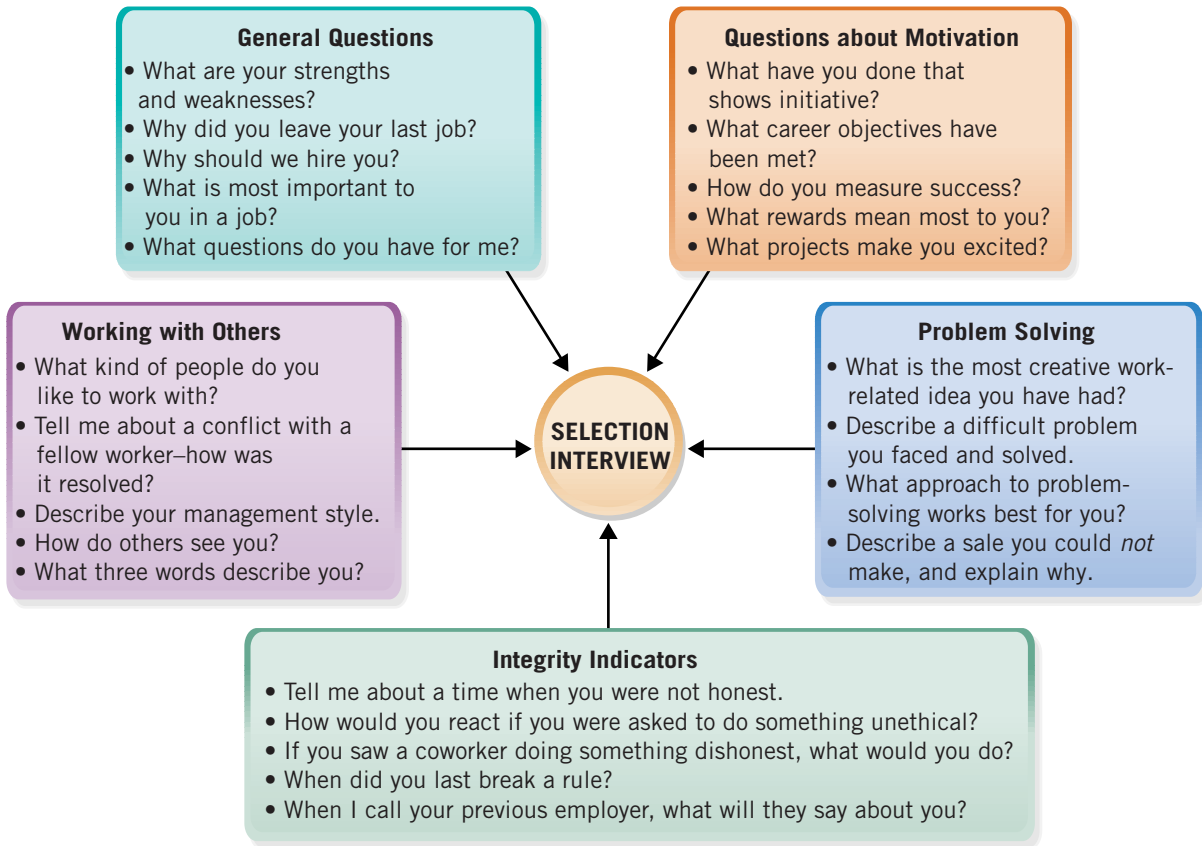 General Questions
• What are your strengths
and weaknesses?
• Why did you leave your last job?
• Why should we hire you?
• What is most important to
you in a job?
• What questions do you have for me?
Questions about Motivation
• What have you done that
shows initiative?
• What career objectives have
been met?
• How do you measure success?
• What rewards mean most to you?
• What projects make you excited?
Working with Others
• What kind of people do you
like to work with?
• Tell me about a conflict with a
fellow worker–how was
it resolved?
• Describe your management style.
• How do others see you?
• What three words describe you?
SELECTION
INTERVIEW
Problem Solving
• What is the most creative work-
related idea you have had?
• Describe a difficult problem
you faced and solved.
• What approach to problem-
solving works best for you?
• Describe a sale you could not
make, and explain why.
Integrity Indicators
• Tell me about a time when you were not honest.
• How would you react if you were asked to do something unethical?
• If you saw a coworker doing something dishonest, what would you do?
• When did you last break a rule?
• When I call your previous employer, what will they say about you?